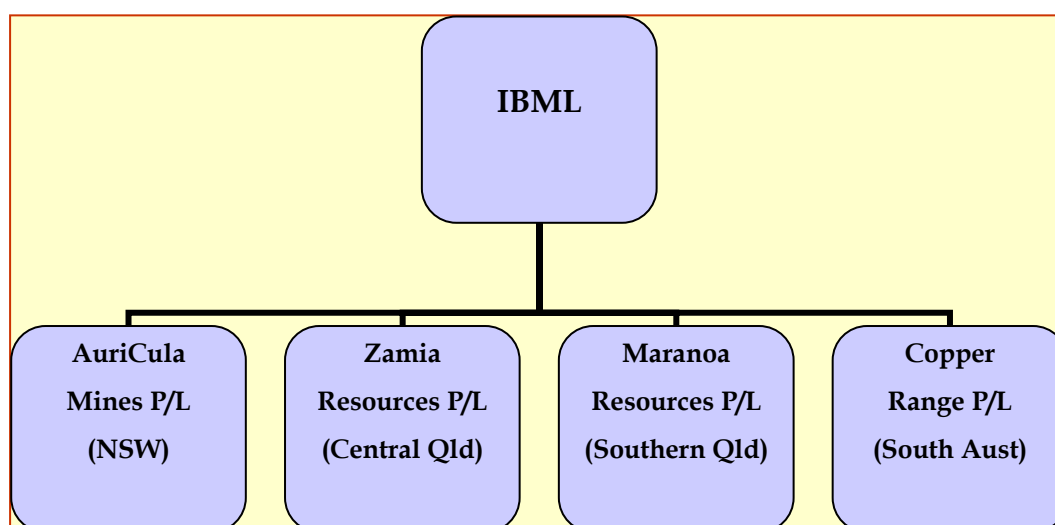 IBML
AuriCula
Mines P/L
(NSW)
Zamia
Resources P/L
(Central Qld)
Maranoa
Resources P/L
(Southern Qld)
Copper
Range P/L
(South Aust)